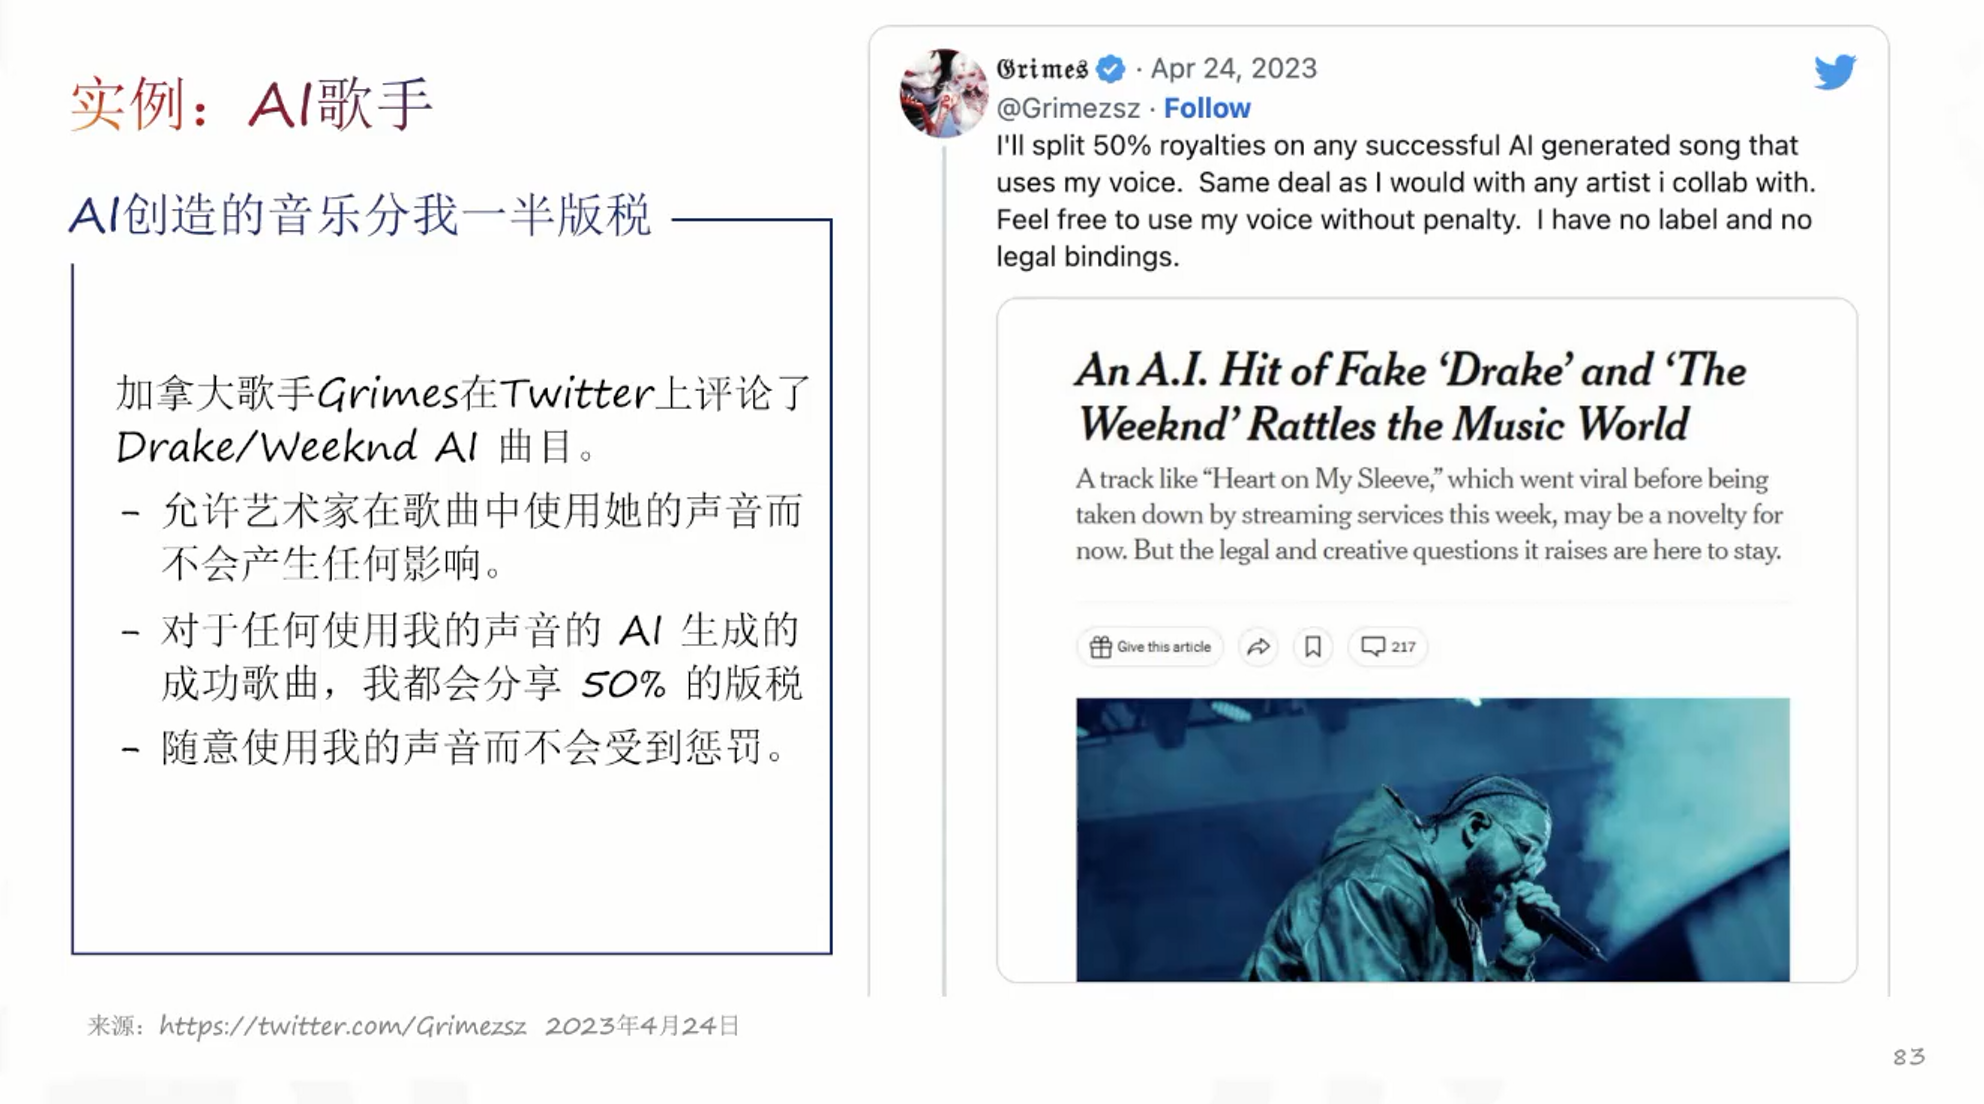 实例：AI歌手
AI创造的音乐分我一半版税
加拿大歌手Grimes在Twitter上评论了
Drake/Weeknd AI 曲目。
- 允许艺术家在歌曲中使用她的声音而
不会产生任何影响。
- 对于任何使用我的声音的 AI 生成的
成功歌曲，我都会分享 50% 的版税
- 随意使用我的声音而不会受到惩罚。
来源：https://twitter.com/Grimezsz 2023年4月24日
𝕲𝖗𝖎𝖒𝖊𝖘 · Apr 24, 2023
@Grimezsz · Follow
I'll split 50% royalties on any successful AI generated song that
uses my voice. Same deal as I would with any artist i collab with.
Feel free to use my voice without penalty. I have no label and no
legal bindings.
An A.I. Hit of Fake ‘Drake’ and ‘The
Weeknd’ Rattles the Music World
A track like “Heart on My Sleeve,” which went viral before being
taken down by streaming services this week, may be a novelty for
now. But the legal and creative questions it raises are here to stay.
Give this article 217
83